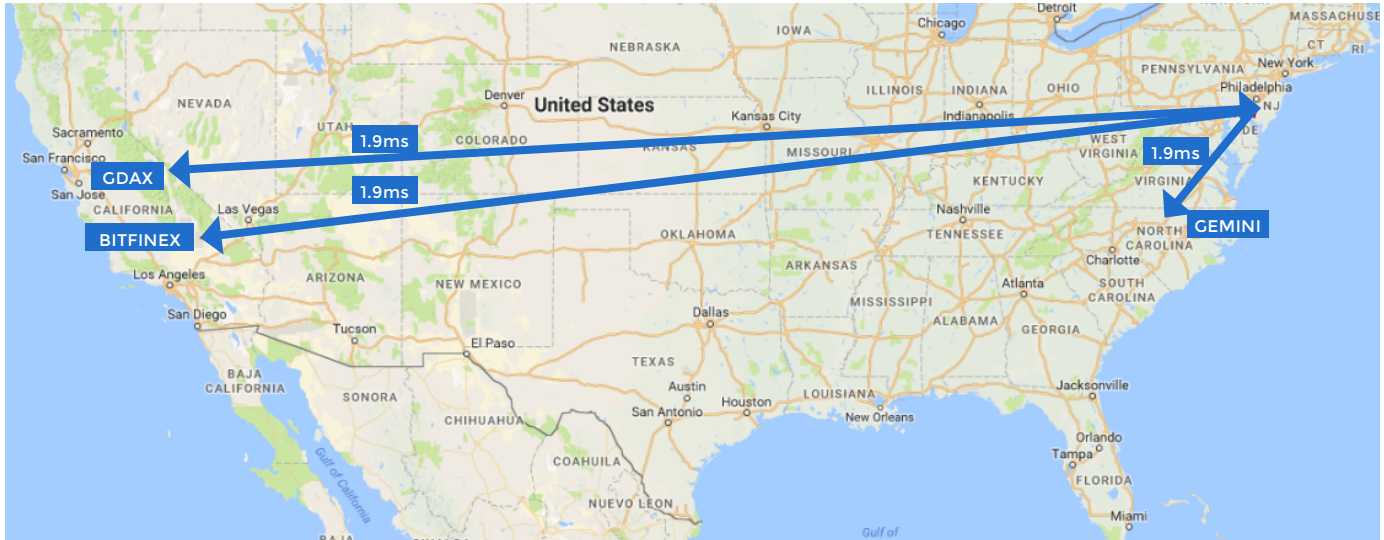 Detroit
MASSACHUSE
Chicago
IOWA
NEBRASKA
CT
RI
PENNSYLVANIA
New York
Philadelphia
NJ
OHIO
ILLINOIS
INDIANA
Denver
United States
NEVADA
Kansas City
Indianapolis
Sacramento
UTAH
1.9ms
COLORADO
KANSAS
MISSOURI
WEST
VIRGINIA
1.9ms
DE
San Francisco
GDAX
KENTUCKY
VIRGINIA
San Jose
1.9ms
CALIFORNIA
Las Vegas
Nashville
TENNESSEE
BITFINEX
OKLAHOMA
NORTH
CAROLINA
GEMINI
Charlotte
Los Angeles
ARIZONA
NEW MEXICO
ARKANSAS
Atlanta
SOUTH
CAROLINA
San Diego
MISSISSIPPI
ALABAMA
GEORGIA
Dallas
Tucson
El Paso
TEXAS
BAJA
CALIFORNIA
SONORA
Austin
Houston
San Antonio
LOUISIANA
New Orleans
Jacksonville
CHIHUAHUA
Gulf of California
COAHUILA
Orlando
Tampa
FLORIDA
NUEVO LEON
Miami
Gulf of
BAJA